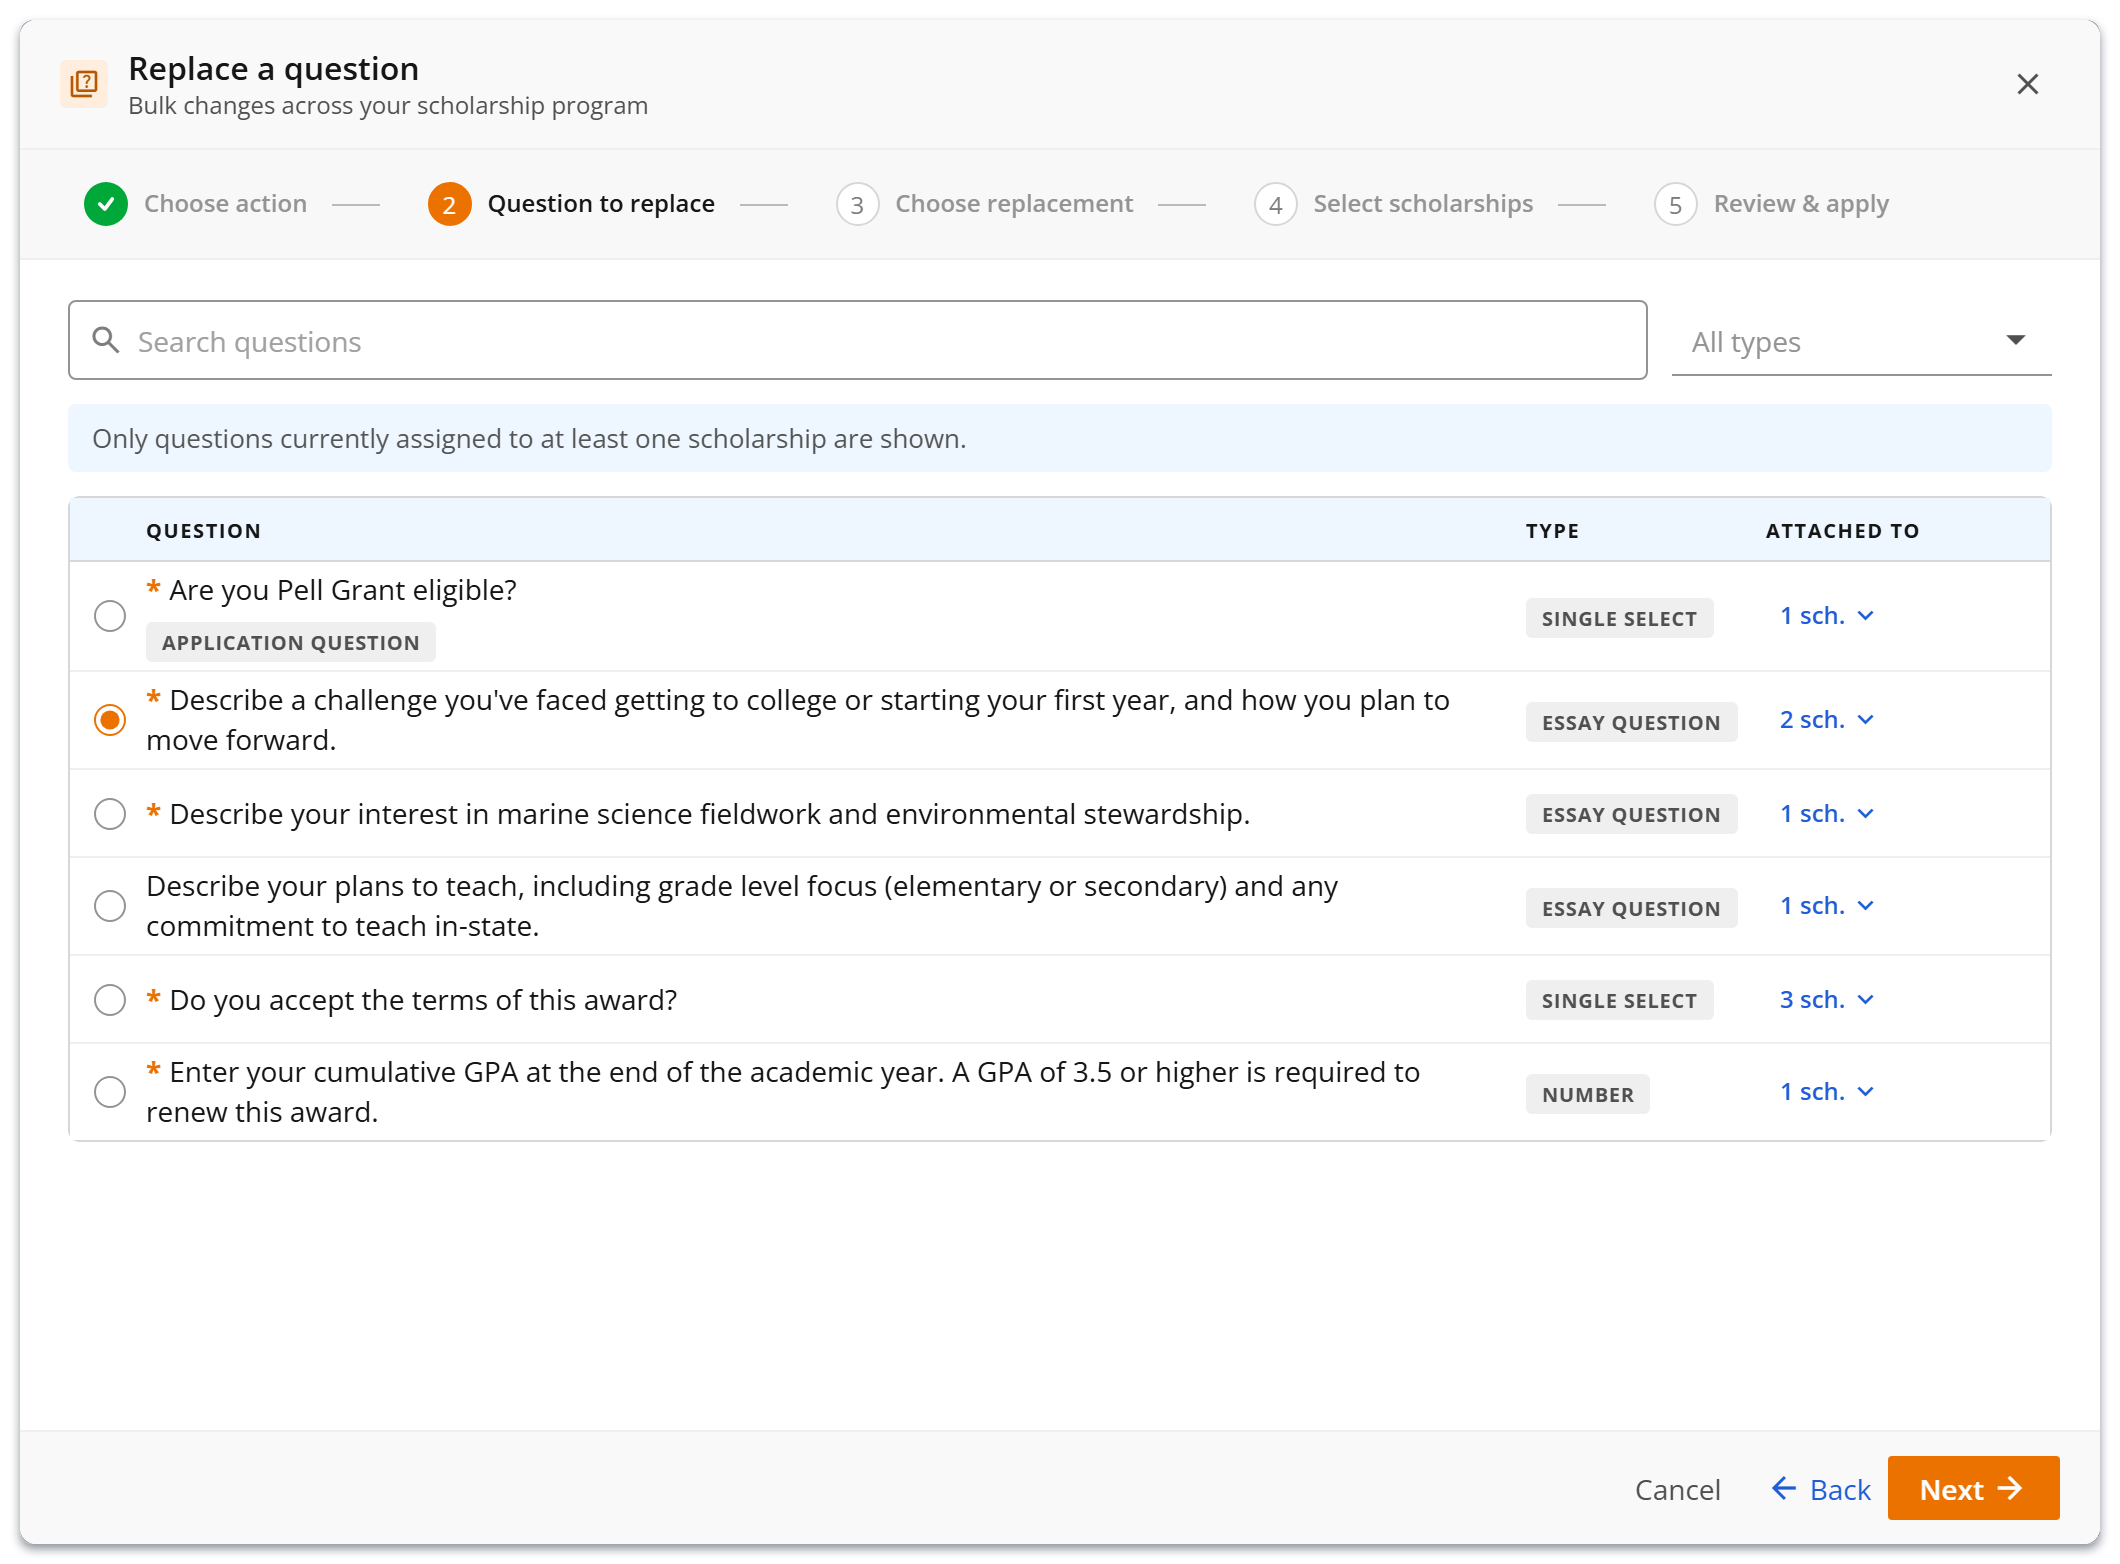 Replace a question
Bulk changes across your scholarship program
Choose action
2 Question to replace
3 Choose replacement
4 Select scholarships
5 Review & apply
Search questions
All types
Only questions currently assigned to at least one scholarship are shown.
QUESTION TYPE ATTACHED TO
* Are you Pell Grant eligible?
APPLICATION QUESTION
SINGLE SELECT
1 sch.
* Describe a challenge you've faced getting to college or starting your first year, and how you plan to
move forward.
ESSAY QUESTION
2 sch.
* Describe your interest in marine science fieldwork and environmental stewardship.
ESSAY QUESTION
1 sch.
Describe your plans to teach, including grade level focus (elementary or secondary) and any
commitment to teach in-state.
ESSAY QUESTION
1 sch.
* Do you accept the terms of this award?
SINGLE SELECT
3 sch.
* Enter your cumulative GPA at the end of the academic year. A GPA of 3.5 or higher is required to
renew this award.
NUMBER
1 sch.
Cancel
Back
Next